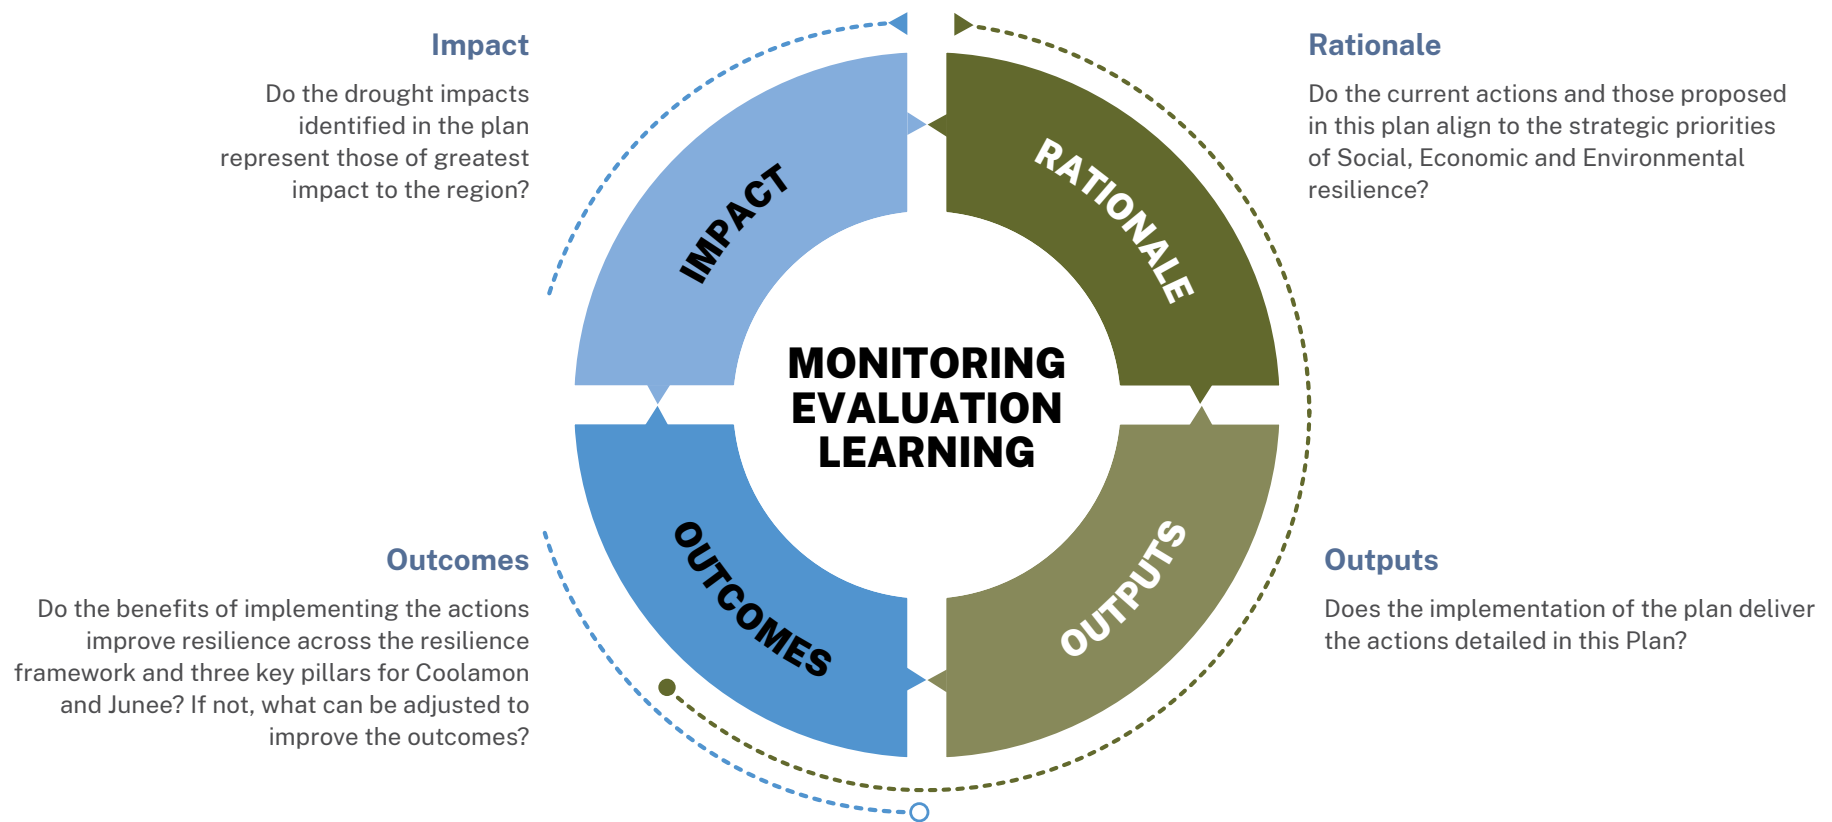 Impact
Do the drought impacts
identified in the plan
represent those of greatest
impact to the region?
Rationale
Do the current actions and those proposed
in this plan align to the strategic priorities
of Social, Economic and Environmental
resilience?
IMPACT
RATIONALE
MONITORING
EVALUATION
LEARNING
OUTCOMES
OUTPUTS
Outcomes
Do the benefits of implementing the actions
improve resilience across the resilience
framework and three key pillars for Coolamon
and Junee? If not, what can be adjusted to
improve the outcomes?
Outputs
Does the implementation of the plan deliver
the actions detailed in this Plan?